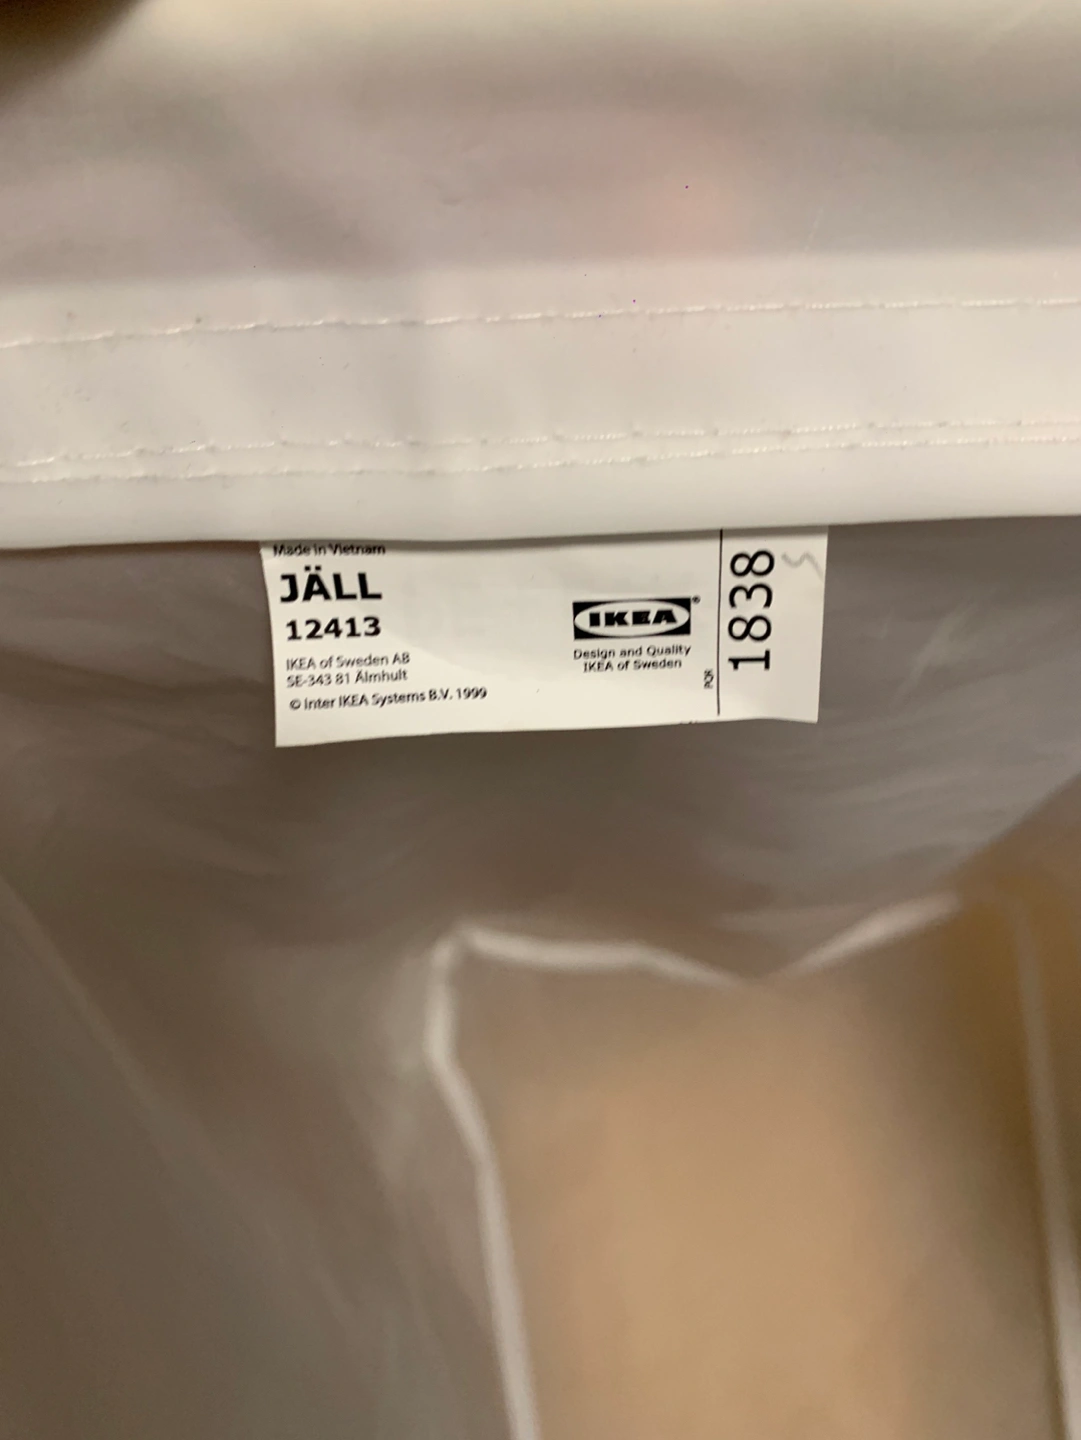 Made in Vietnam
JÄLL
12413
IKEA of Sweden AB
SE-343 81 Älmhult
© Inter IKEA Systems B.V. 1999
IKEA®
Design and Quality
IKEA of Sweden
PQR
1838